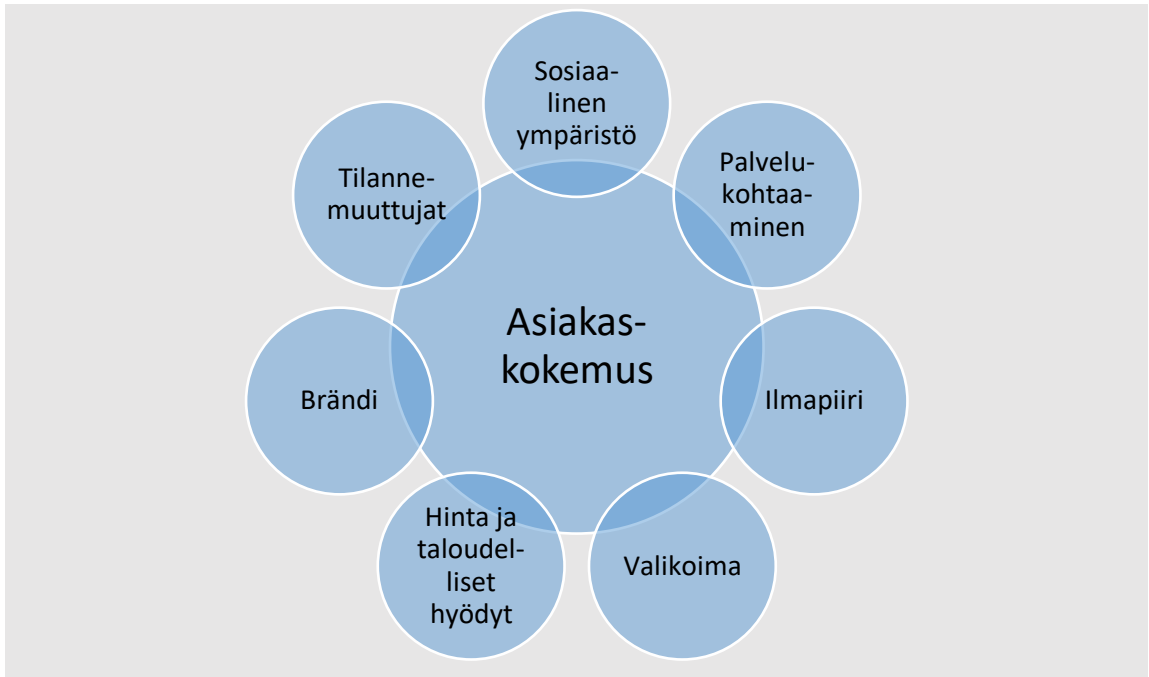 Sosiaa-
linen
ympäristö
Palvelu-
kohtaa-
minen
Ilmapiiri
Valikoima
Hinta ja
taloudel-
liset
hyödyt
Brändi
Tilanne-
muuttujat
Asiakas-
kokemus